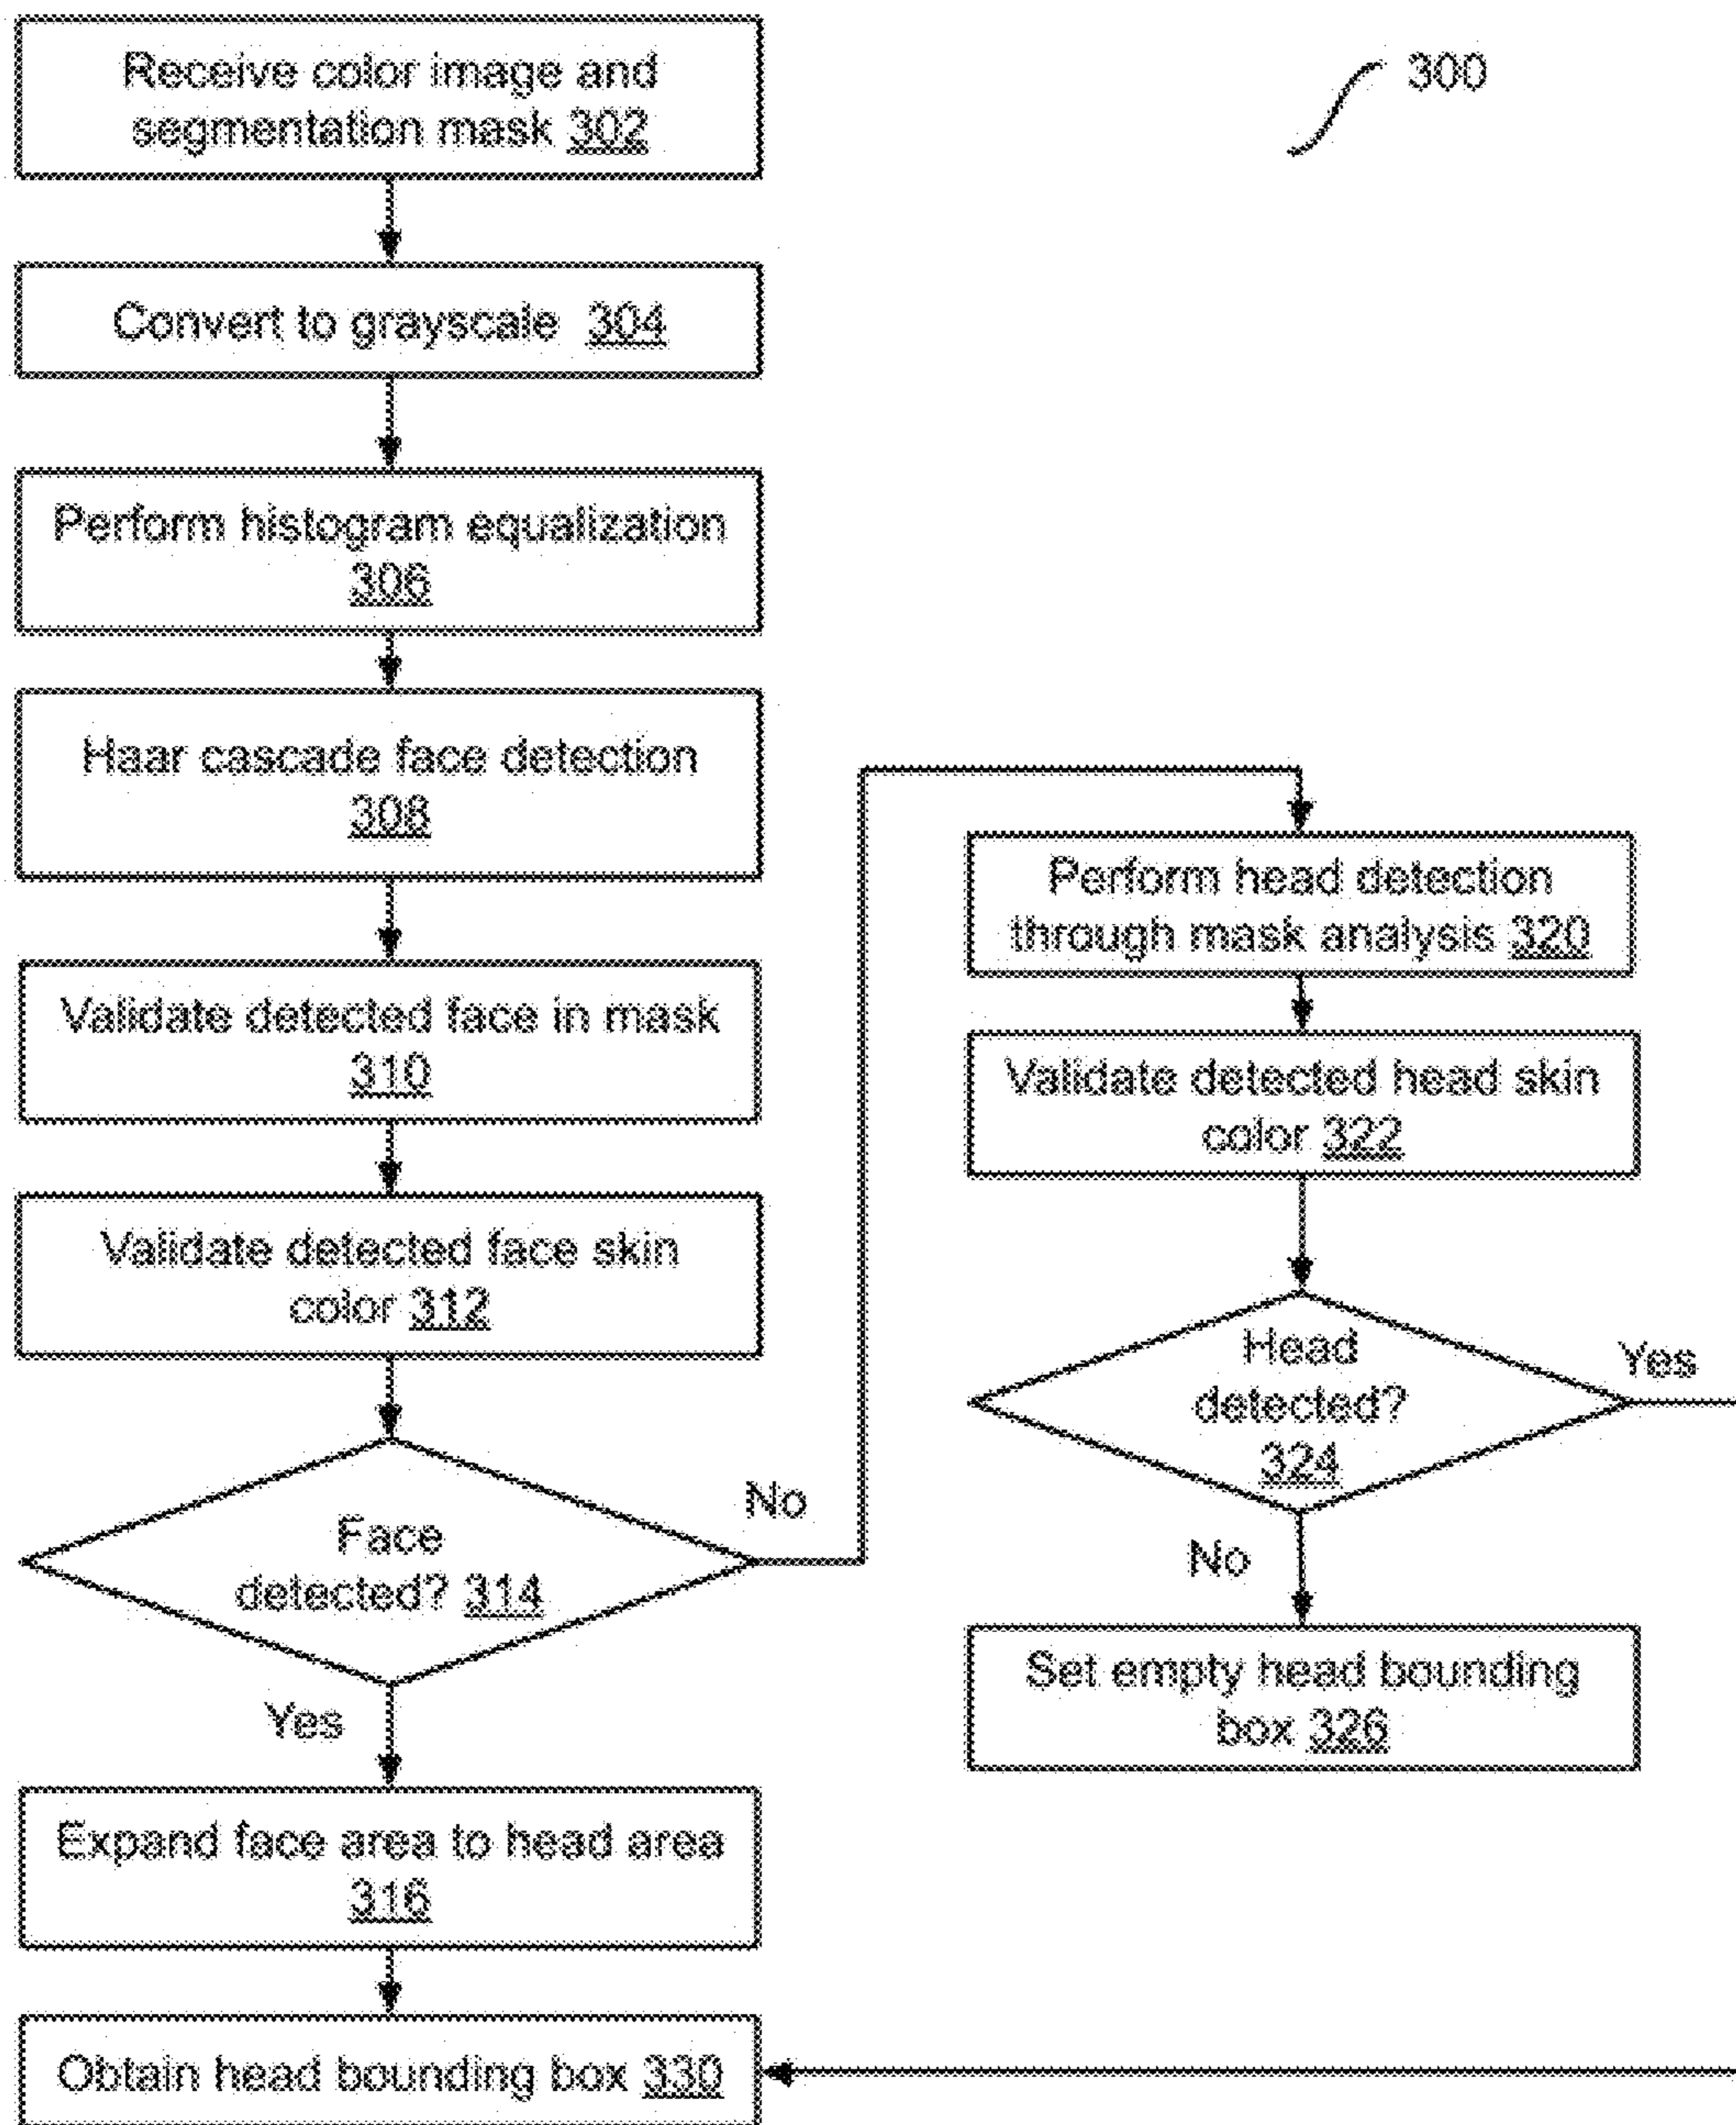 Receive color image and
segmentation mask 302
300
Convert to grayscale 304
Perform histogram equalization
306
Haar cascade face detection
308
Validate detected face in mask
310
Validate detected face skin
color 312
Face
detected? 314
No
Yes
Expand face area to head area
316
Obtain head bounding box 330
Perform head detection
through mask analysis 320
Validate detected head skin
color 322
Head
detected?
324
Yes
No
Set empty head bounding
box 326